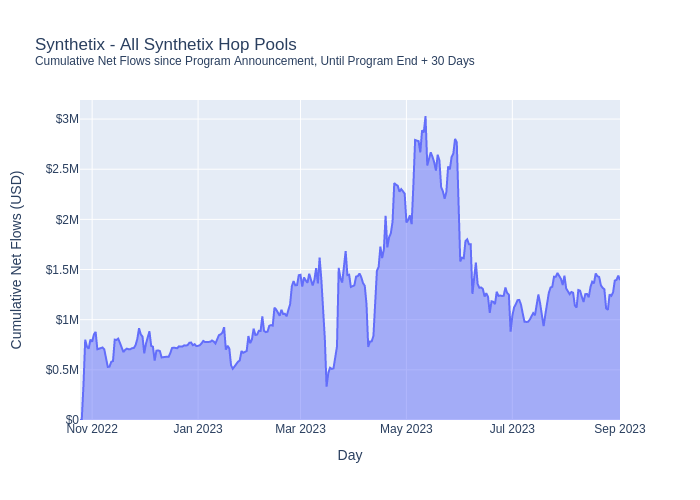 Synthetix - All Synthetix Hop Pools
Cumulative Net Flows since Program Announcement, Until Program End + 30 Days
Cumulative Net Flows (USD)
$3M
$2.5M
$2M
$1.5M
$1M
$0.5M
$0
Nov 2022 Jan 2023 Mar 2023 May 2023 Jul 2023 Sep 2023
Day